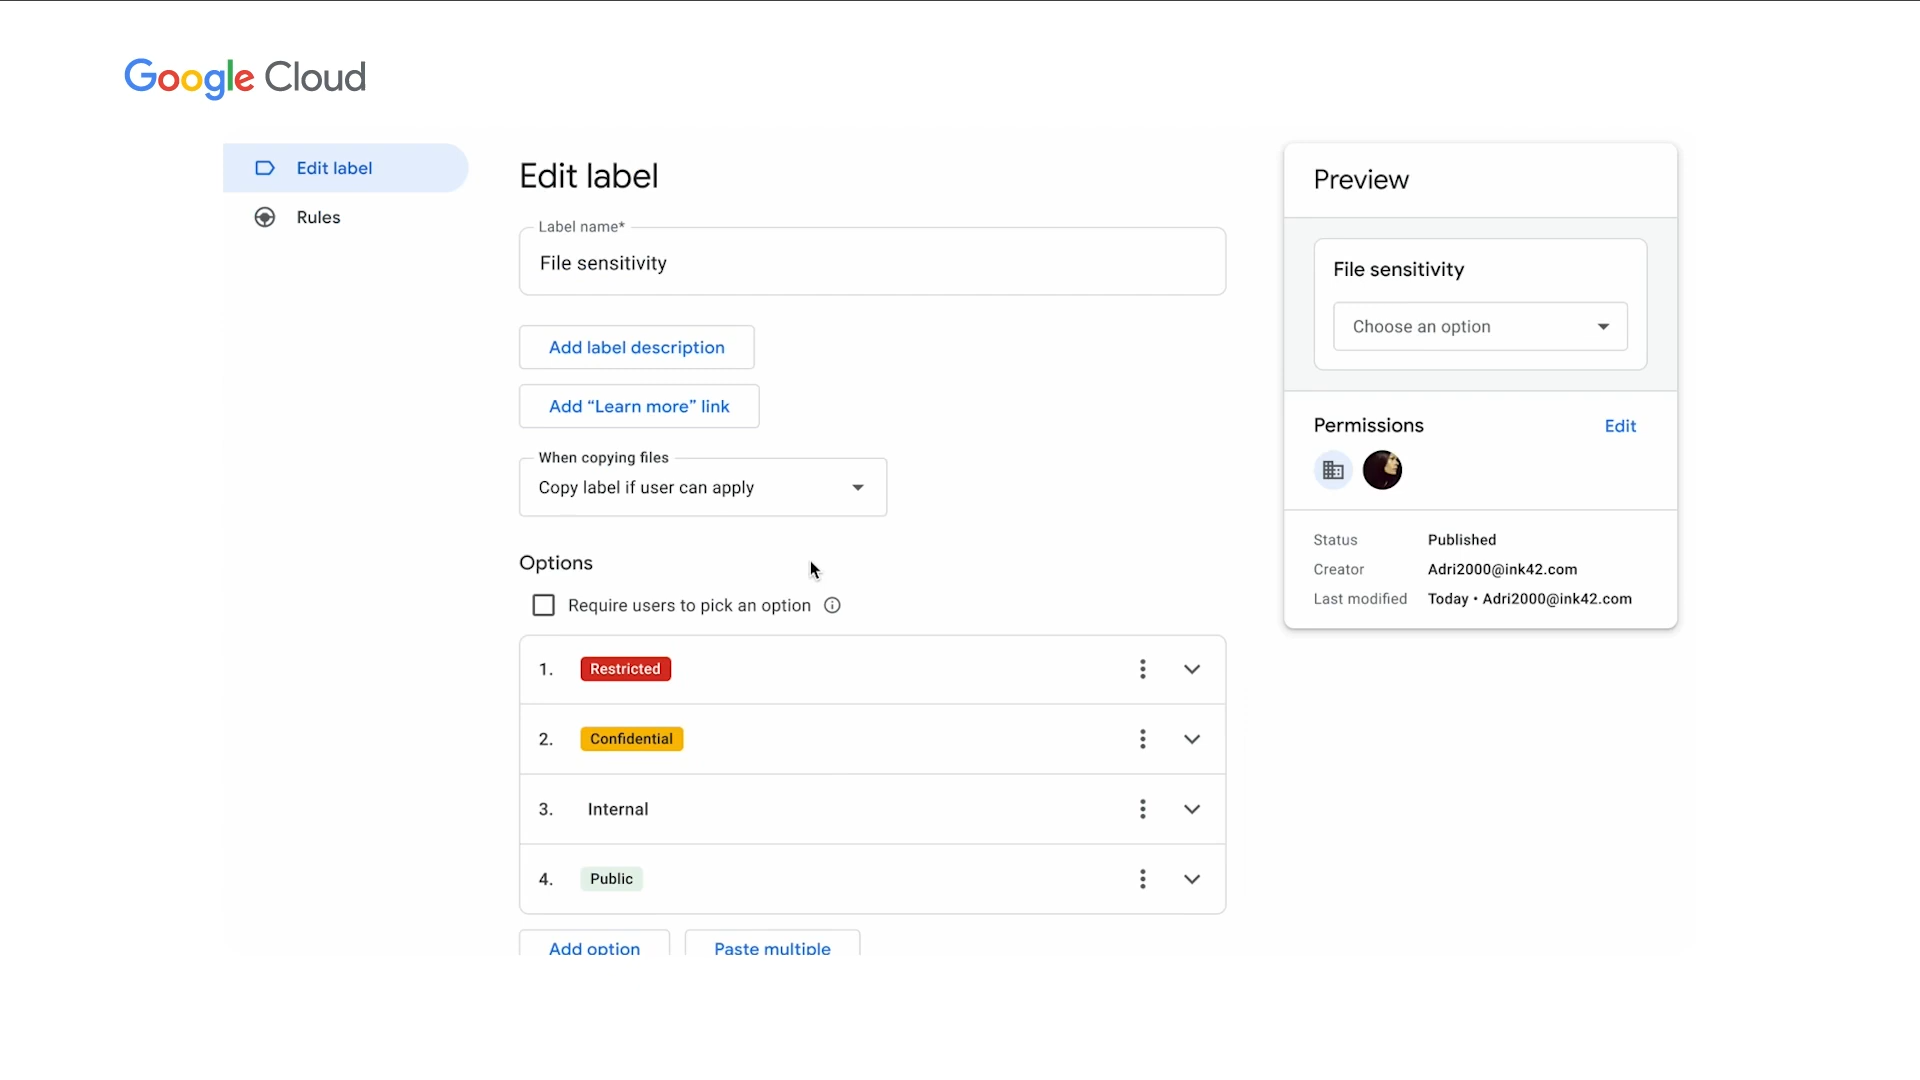 Google Cloud
Edit label
Rules
Edit label
Label name*
File sensitivity
Add label description
Add “Learn more” link
When copying files
Copy label if user can apply
Options
Require users to pick an option
1. Restricted
2. Confidential
3. Internal
4. Public
Add option
Paste multiple
Preview
File sensitivity
Choose an option
Permissions
Edit
Status Published
Creator Adri2000@ink42.com
Last modified Today • Adri2000@ink42.com